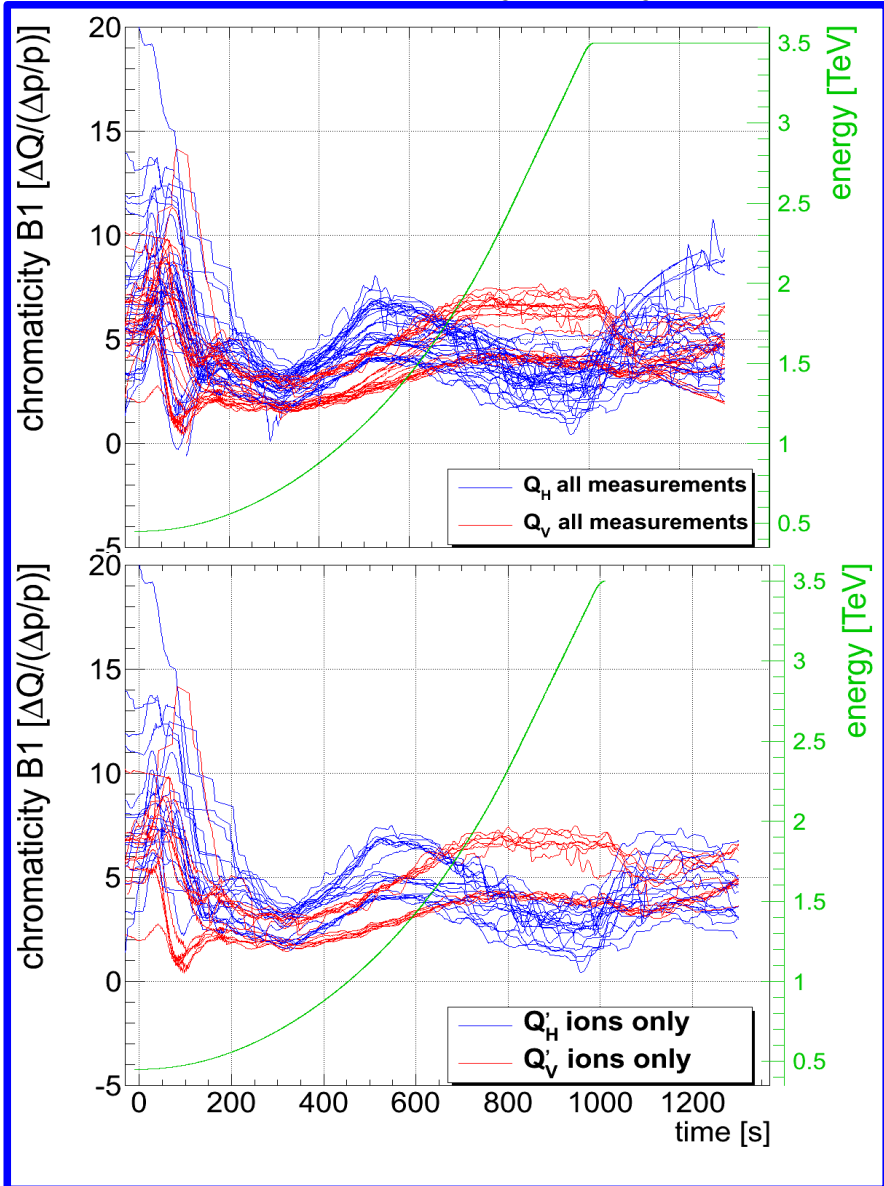 chromaticity B1 [ΔQ/(Δp/p)]
20
15
10
5
0
-5
energy [TeV]
3.5
3
2.5
2
1.5
1
0.5
Q_H all measurements
Q_V all measurements
chromaticity B1 [ΔQ/(Δp/p)]
20
15
10
5
0
-5
energy [TeV]
3.5
3
2.5
2
1.5
1
0.5
Q'_H ions only
Q'_V ions only
0 200 400 600 800 1000 1200
time [s]